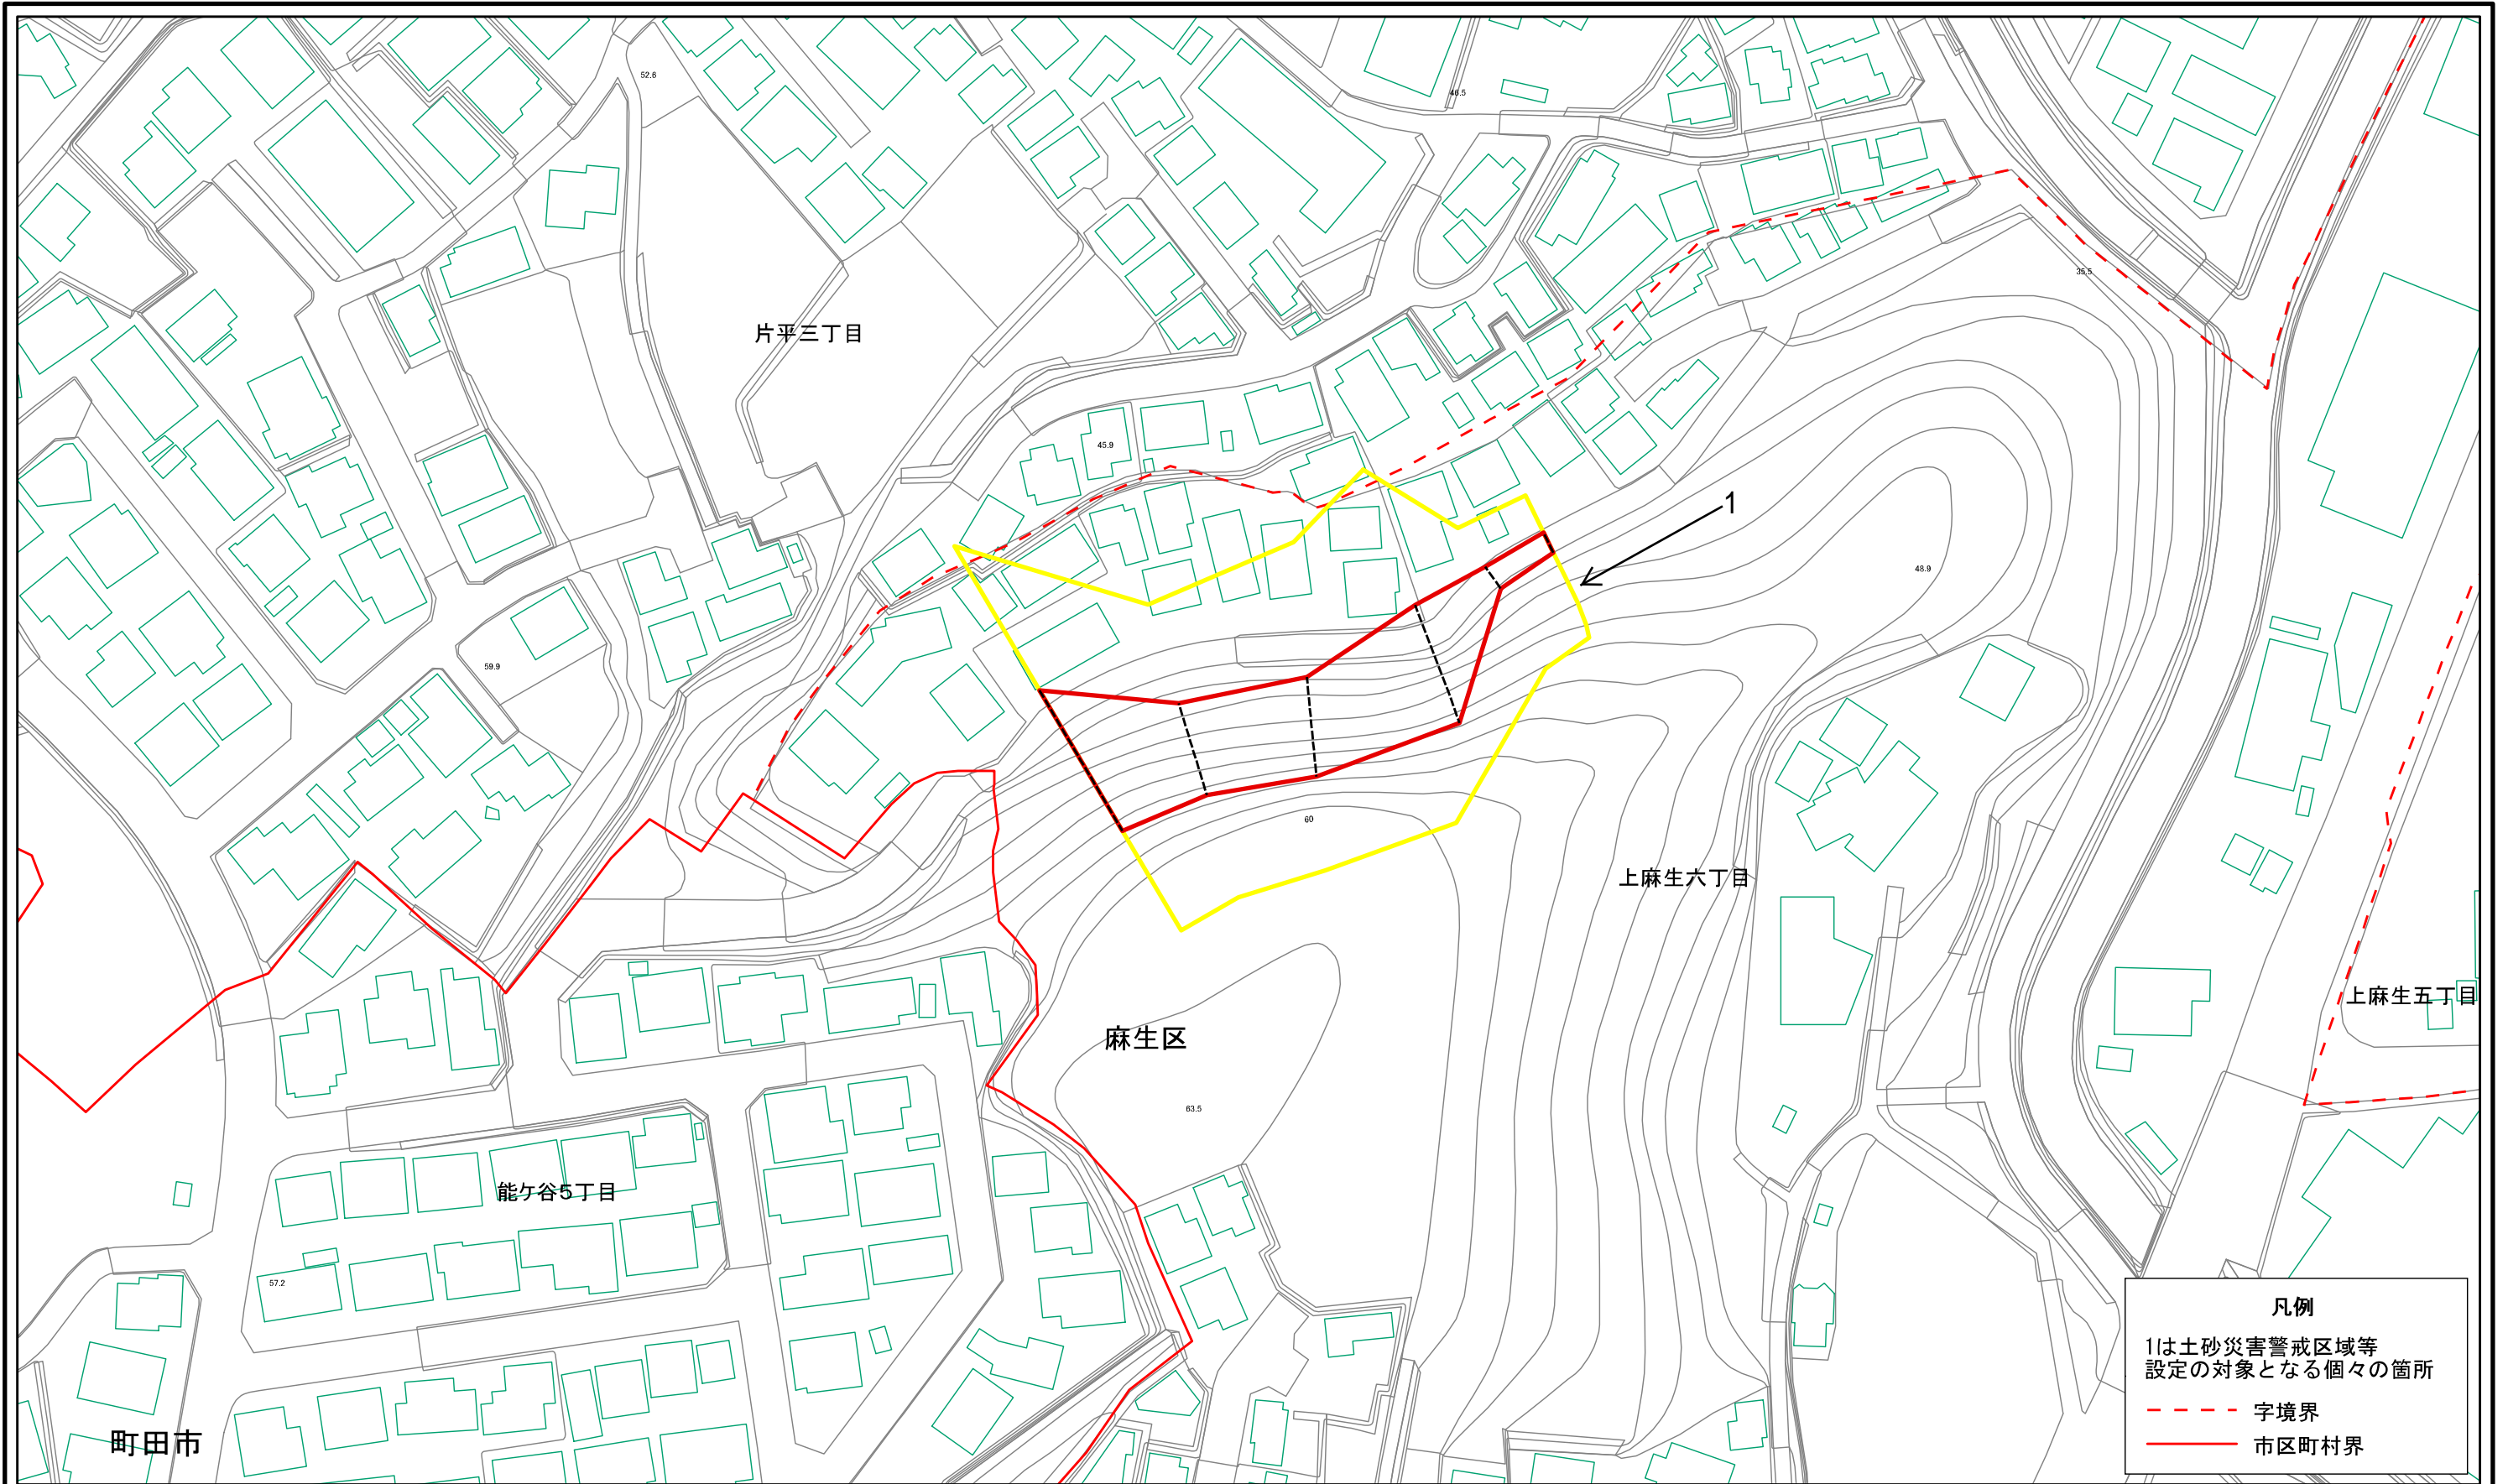 52.6
46.5
35.5
片平三丁目
45.9
1
48.9
59.9
60
上麻生六丁目
上麻生五丁目
麻生区
63.5
能ケ谷5丁目
57.2
町田市
凡例
1は土砂災害警戒区域等
設定の対象となる個々の箇所
字境界
市区町村界